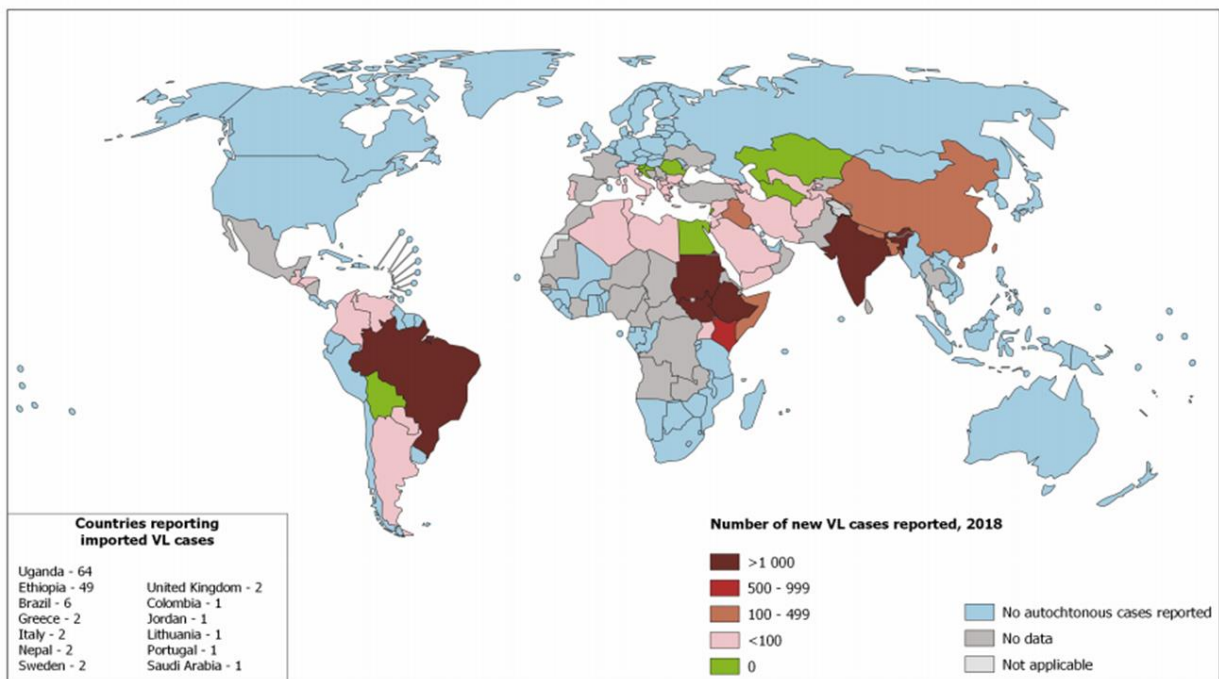 Countries reporting
imported VL cases
Uganda - 64
Ethiopia - 49
Brazil - 6
Greece - 2
Italy - 2
Nepal - 2
Sweden - 2
United Kingdom - 2
Colombia - 1
Jordan - 1
Lithuania - 1
Portugal - 1
Saudi Arabia - 1
Number of new VL cases reported, 2018
>1 000
500 - 999
100 - 499
<100
0
No autochtonous cases reported
No data
Not applicable